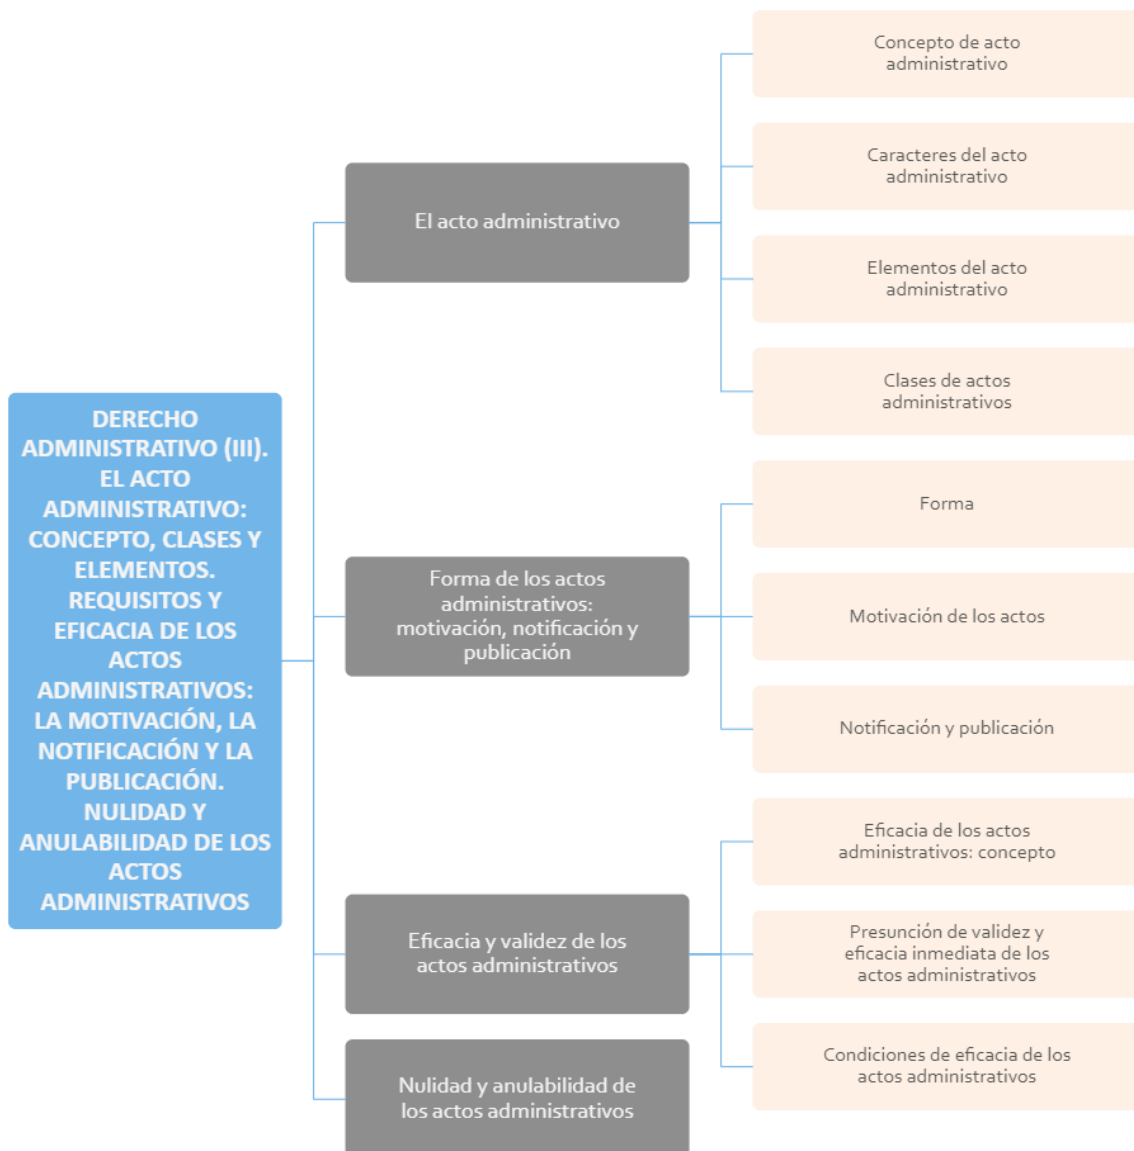 DERECHO
ADMINISTRATIVO (III).
EL ACTO
ADMINISTRATIVO:
CONCEPTO, CLASES Y
ELEMENTOS.
REQUISITOS Y
EFICACIA DE LOS
ACTOS
ADMINISTRATIVOS:
LA MOTIVACIÓN, LA
NOTIFICACIÓN Y LA
PUBLICACIÓN.
NULIDAD Y
ANULABILIDAD DE LOS
ACTOS
ADMINISTRATIVOS
El acto administrativo
Concepto de acto
administrativo
Caracteres del acto
administrativo
Elementos del acto
administrativo
Clases de actos
administrativos
Forma de los actos
administrativos:
motivación, notificación y
publicación
Forma
Motivación de los actos
Notificación y publicación
Eficacia y validez de los
actos administrativos
Eficacia de los actos
administrativos: concepto
Presunción de validez y
eficacia inmediata de los
actos administrativos
Condiciones de eficacia de los
actos administrativos
Nulidad y anulabilidad de
los actos administrativos